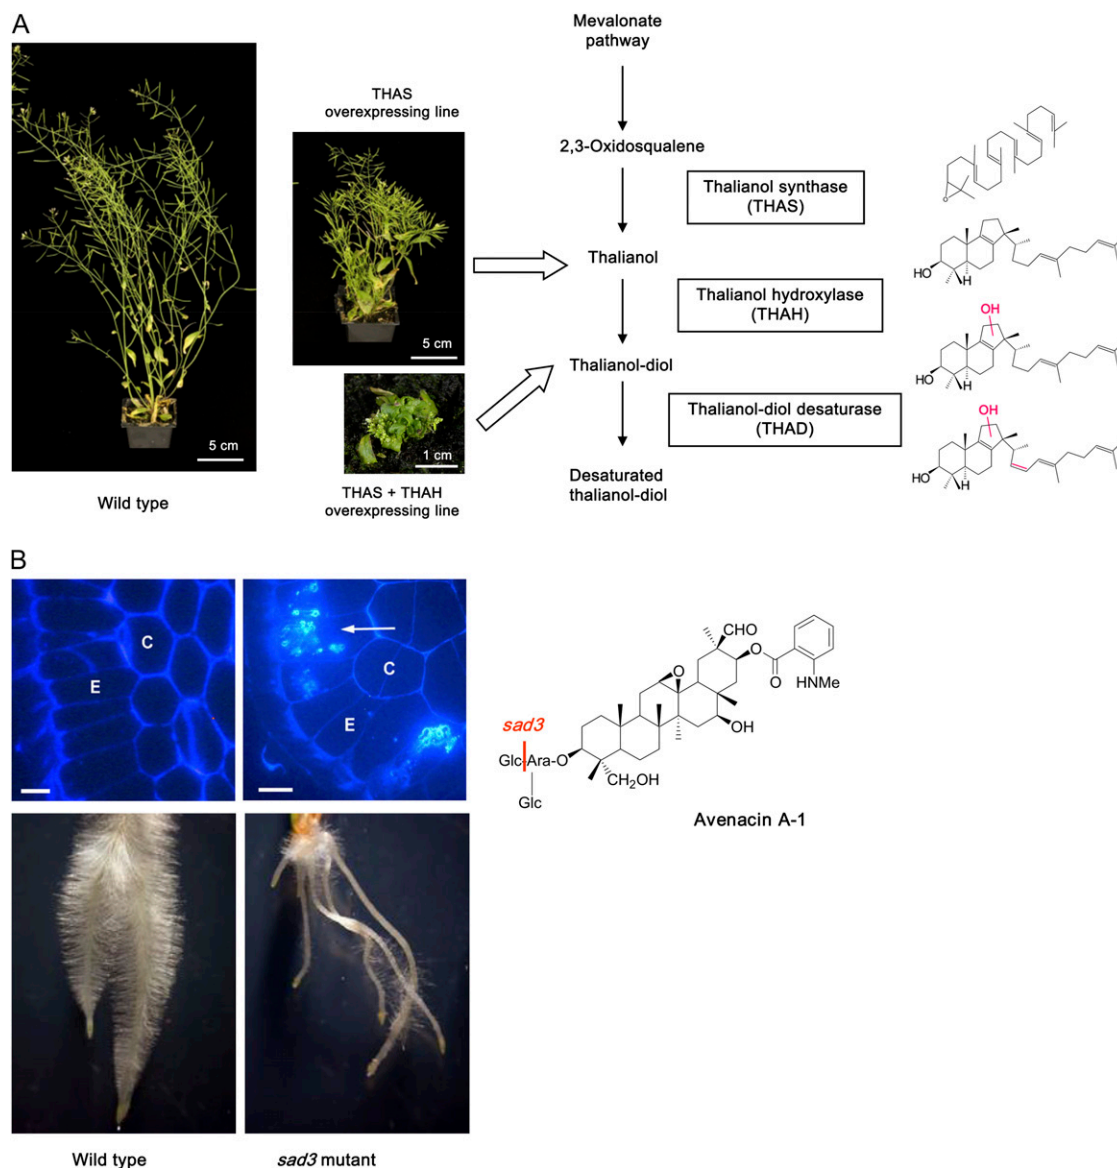 A
Mevalonate
pathway
THAS
overexpressing line
2,3-Oxidosqualene
Thalianol synthase
(THAS)
O
Thalianol
HO
H
Thalianol hydroxylase
(THAH)
5 cm
OH
Thalianol-diol
HO
H
Thalianol-diol desaturase
(THAD)
5 cm
1 cm
OH
Desaturated
thalianol-diol
HO
H
Wild type
THAS + THAH
overexpressing line
B
C
E
C
E
CHO
O
O
HNMe
O
OH
sad3
Glc-Ara-O
CH2OH
Glc
Avenacin A-1
Wild type
sad3 mutant